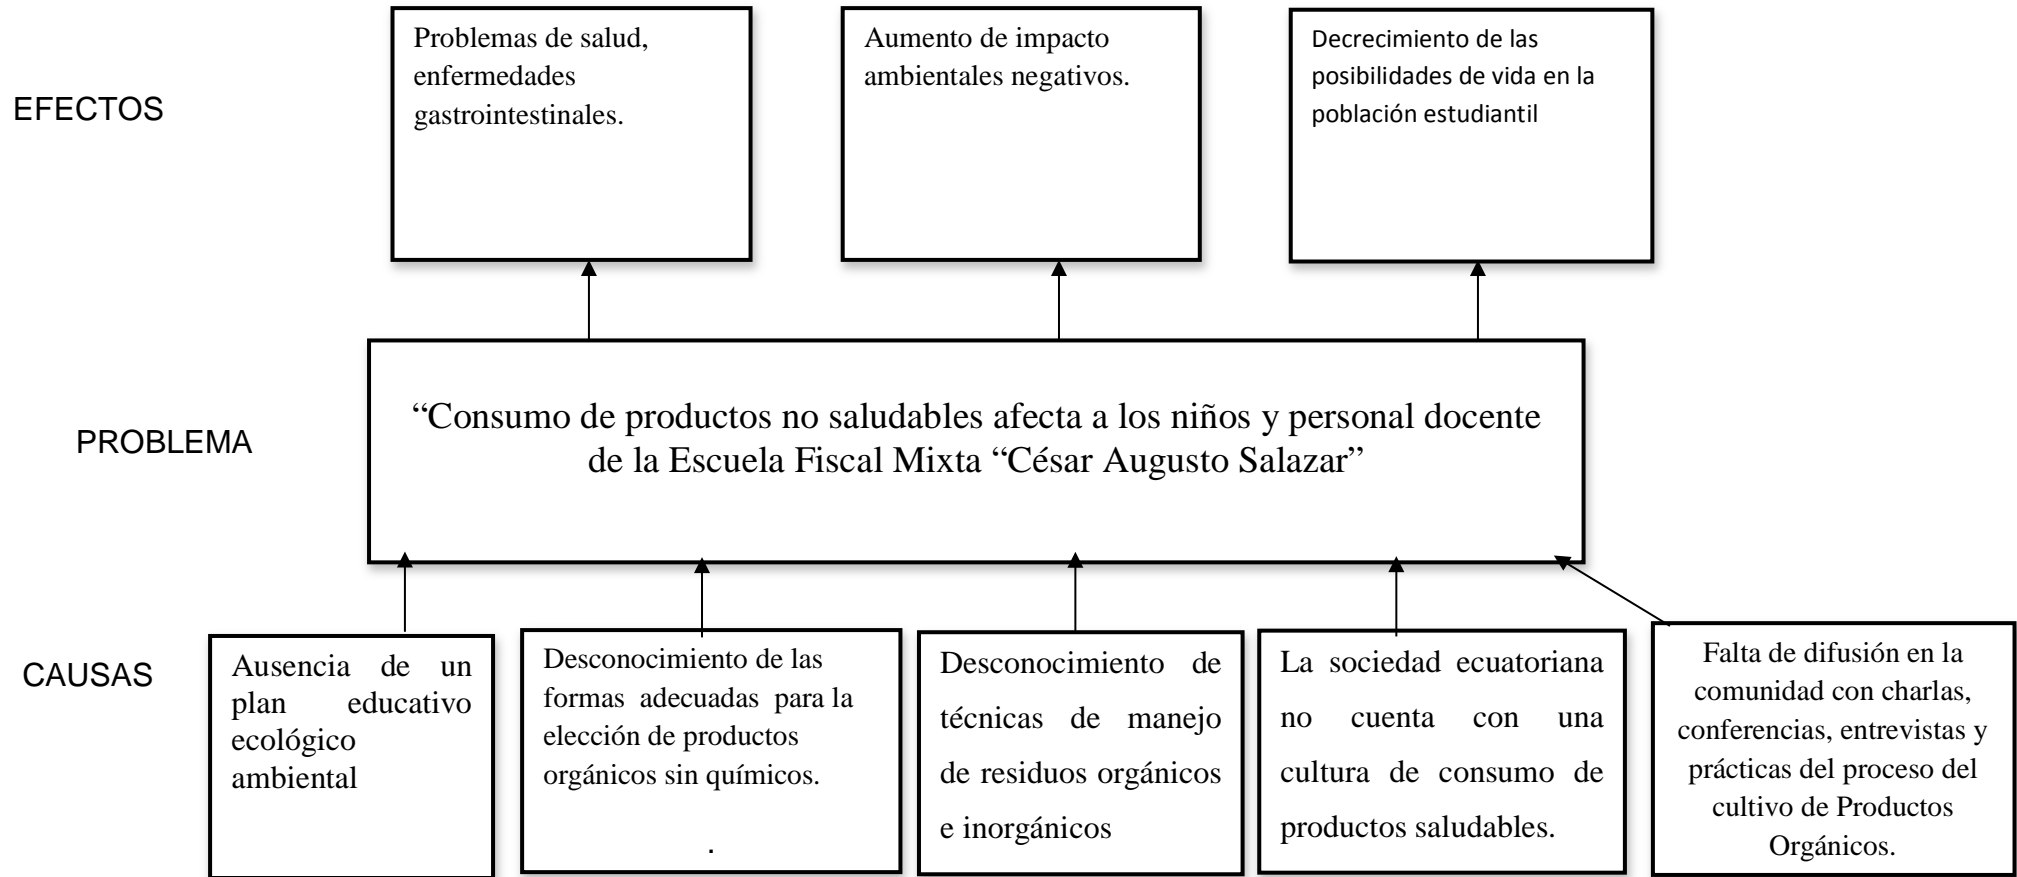 EFECTOS
Problemas de salud,
enfermedades
gastrointestinales.
Aumento de impacto
ambientales negativos.
Decrecimiento de las
posibilidades de vida en la
población estudiantil
PROBLEMA
“Consumo de productos no saludables afecta a los niños y personal docente
de la Escuela Fiscal Mixta “César Augusto Salazar”
CAUSAS
Ausencia de un
plan educativo
ecológico
ambiental
Desconocimiento de las
formas adecuadas para la
elección de productos
orgánicos sin químicos.
.
Desconocimiento de
técnicas de manejo
de residuos orgánicos
e inorgánicos
La sociedad ecuatoriana
no cuenta con una
cultura de consumo de
productos saludables.
Falta de difusión en la
comunidad con charlas,
conferencias, entrevistas y
prácticas del proceso del
cultivo de Productos
Orgánicos.